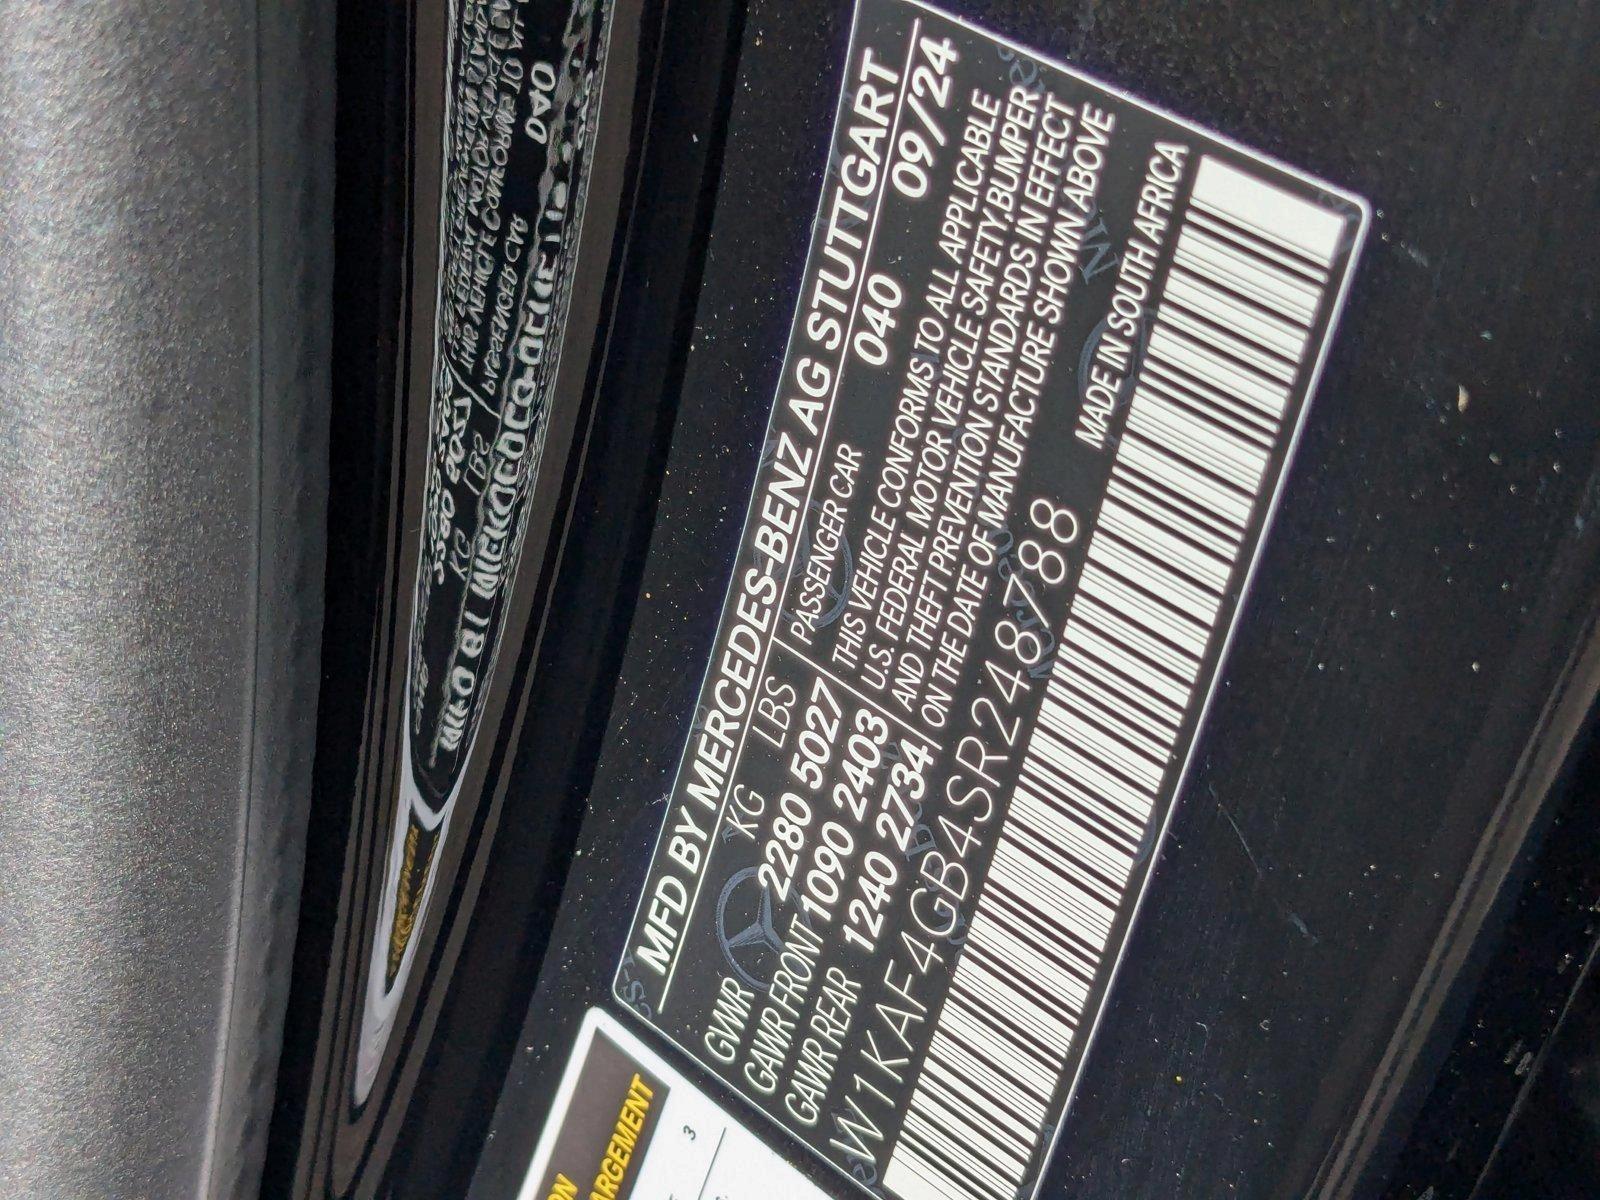 MFD BY MERCEDES-BENZ AG STUTTGART
KG LBS PASSENGER CAR 040 09/24
GVWR 2280 5027
GAWR FRONT 1090 2403
GAWR REAR 1240 2734
THIS VEHICLE CONFORMS TO ALL APPLICABLE
U.S. FEDERAL MOTOR VEHICLE SAFETY,BUMPER
AND THEFT PREVENTION STANDARDS IN EFFECT
ON THE DATE OF MANUFACTURE SHOWN ABOVE
W1KAF4GB4SR248788
MADE IN SOUTH AFRICA
3